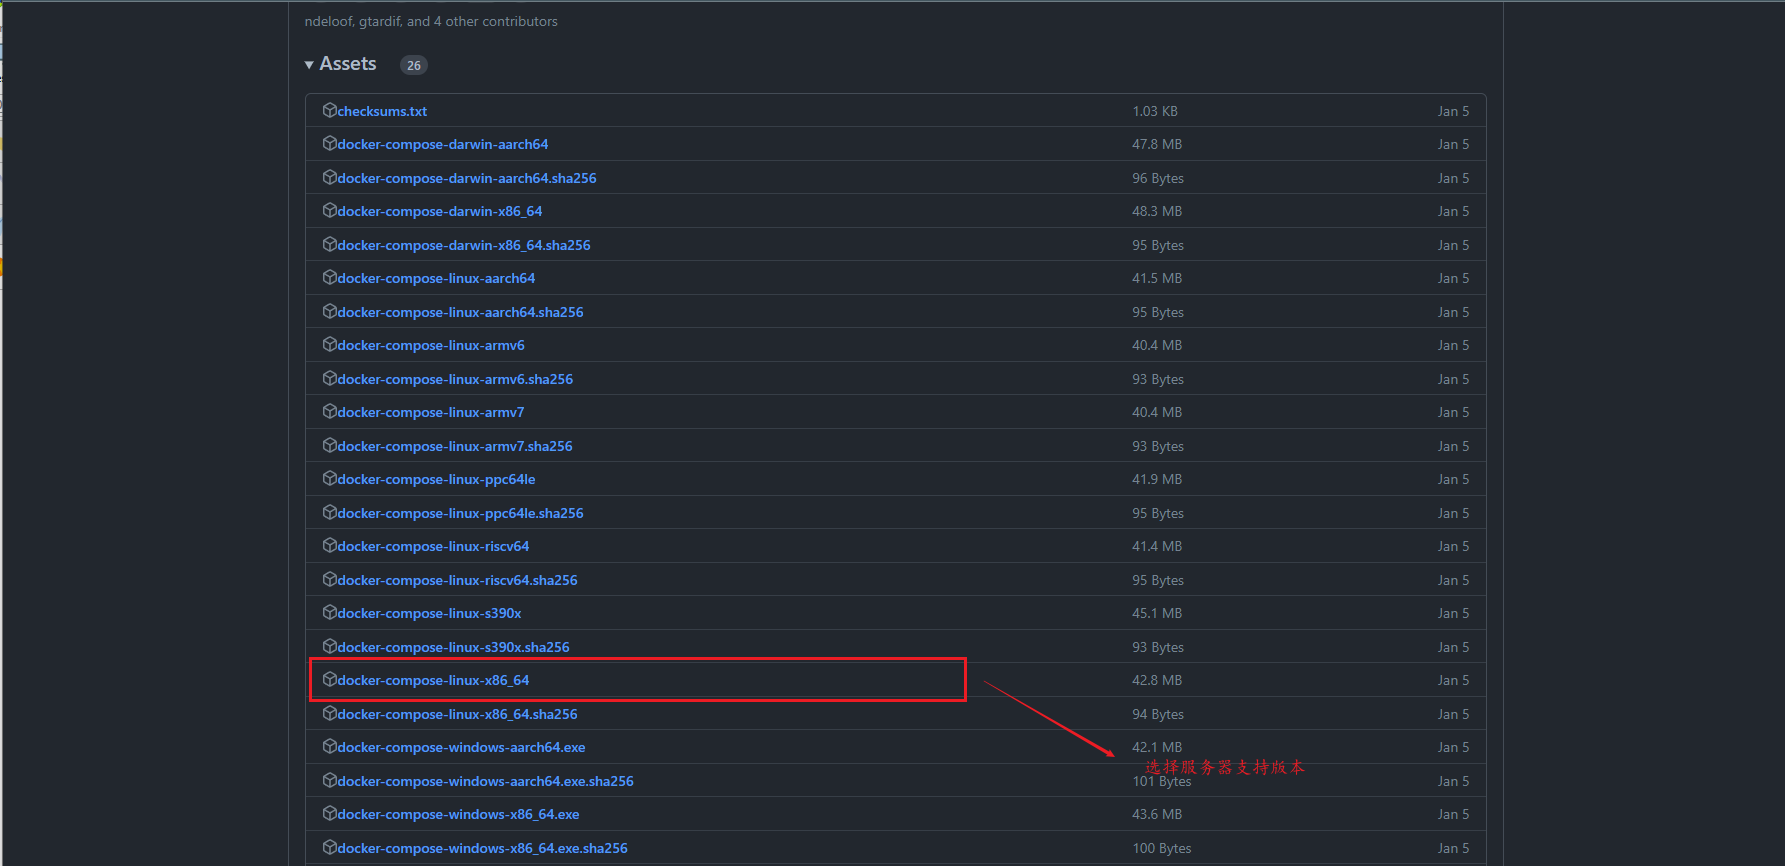 ndeloof, gtardif, and 4 other contributors
Assets 26
checksums.txt 1.03 KB Jan 5
docker-compose-darwin-aarch64 47.8 MB Jan 5
docker-compose-darwin-aarch64.sha256 96 Bytes Jan 5
docker-compose-darwin-x86_64 48.3 MB Jan 5
docker-compose-darwin-x86_64.sha256 95 Bytes Jan 5
docker-compose-linux-aarch64 41.5 MB Jan 5
docker-compose-linux-aarch64.sha256 95 Bytes Jan 5
docker-compose-linux-armv6 40.4 MB Jan 5
docker-compose-linux-armv6.sha256 93 Bytes Jan 5
docker-compose-linux-armv7 40.4 MB Jan 5
docker-compose-linux-armv7.sha256 93 Bytes Jan 5
docker-compose-linux-ppc64le 41.9 MB Jan 5
docker-compose-linux-ppc64le.sha256 95 Bytes Jan 5
docker-compose-linux-riscv64 41.4 MB Jan 5
docker-compose-linux-riscv64.sha256 95 Bytes Jan 5
docker-compose-linux-s390x 45.1 MB Jan 5
docker-compose-linux-s390x.sha256 93 Bytes Jan 5
docker-compose-linux-x86_64 42.8 MB Jan 5
docker-compose-linux-x86_64.sha256 94 Bytes Jan 5
docker-compose-windows-aarch64.exe 42.1 MB Jan 5
选择服务器支持版本
docker-compose-windows-aarch64.exe.sha256 101 Bytes Jan 5
docker-compose-windows-x86_64.exe 43.6 MB Jan 5
docker-compose-windows-x86_64.exe.sha256 100 Bytes Jan 5